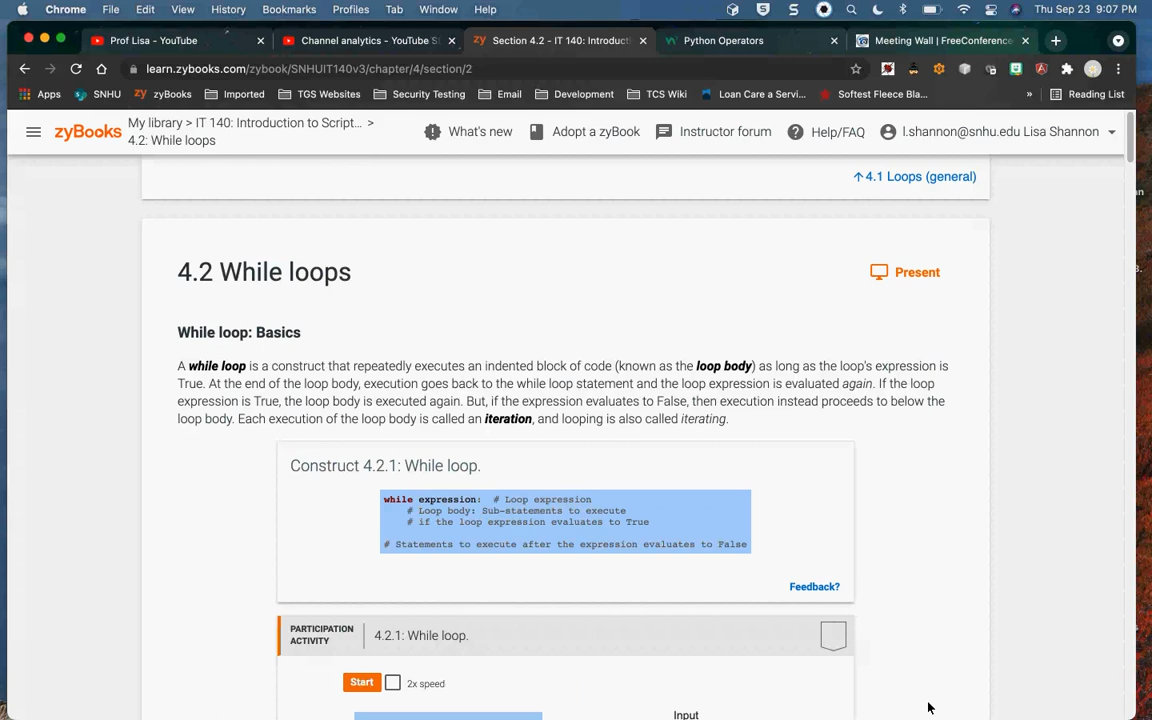 Chrome File Edit View History Bookmarks Profiles Tab Window Help Thu Sep 23 9:07 PM
Prof Lisa - YouTube Channel analytics - YouTube S Section 4.2 - IT 140: Introducti Python Operators Meeting Wall | FreeConference
learn.zybooks.com/zybook/SNHUIT140v3/chapter/4/section/2
Apps SNHU zyBooks Imported TGS Websites Security Testing Email Development TCS Wiki Loan Care a Servi... Softest Fleece Bla... » Reading List
zyBooks My library > IT 140: Introduction to Script... > What's new Adopt a zyBook Instructor forum Help/FAQ l.shannon@snhu.edu Lisa Shannon
4.2: While loops
4.1 Loops (general)
4.2 While loops
Present
While loop: Basics
A while loop is a construct that repeatedly executes an indented block of code (known as the loop body) as long as the loop's expression is
True. At the end of the loop body, execution goes back to the while loop statement and the loop expression is evaluated again. If the loop
expression is True, the loop body is executed again. But, if the expression evaluates to False, then execution instead proceeds to below the
loop body. Each execution of the loop body is called an iteration, and looping is also called iterating.
Construct 4.2.1: While loop.
while expression: # Loop expression
# Loop body: Sub-statements to execute
# if the loop expression evaluates to True
# Statements to execute after the expression evaluates to False
Feedback?
PARTICIPATION
ACTIVITY
4.2.1: While loop.
Start 2x speed
Input